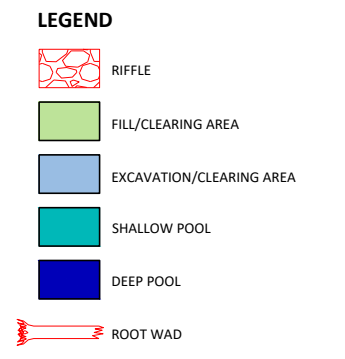 LEGEND
RIFFLE
FILL/CLEARING AREA
EXCAVATION/CLEARING AREA
SHALLOW POOL
DEEP POOL
ROOT WAD